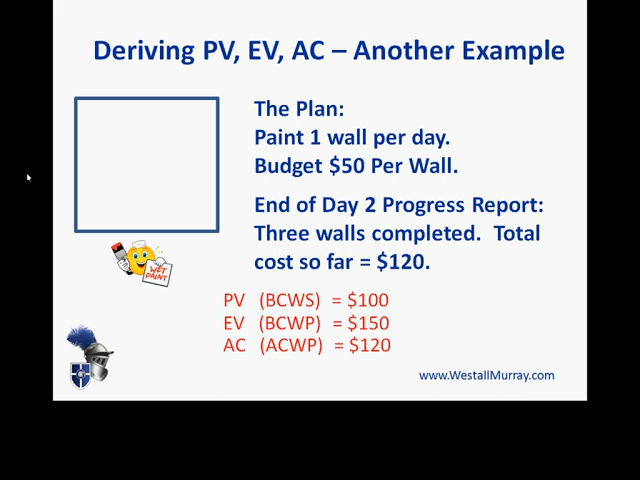 Deriving PV, EV, AC – Another Example
The Plan:
Paint 1 wall per day.
Budget $50 Per Wall.
End of Day 2 Progress Report:
Three walls completed. Total
cost so far = $120.
WET
PAINT
PV (BCWS) = $100
EV (BCWP) = $150
AC (ACWP) = $120
www.WestallMurray.com